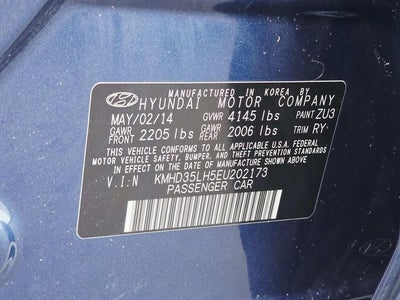 MANUFACTURED IN KOREA BY
HYUNDAI MOTOR COMPANY
MAY/02/14 GVWR 4145 lbs PAINT ZU3
GAWR FRONT 2205 lbs GAWR REAR 2006 lbs TRIM RY
THIS VEHICLE CONFORMS TO ALL APPLICABLE FEDERAL
MOTOR VEHICLE SAFETY, BUMPER, AND THEFT PREVENTION STANDARDS
IN EFFECT ON THE DATE OF MANUFACTURE SHOWN ABOVE.
V.I.N KMHD35LH5EU202173
PASSENGER CAR